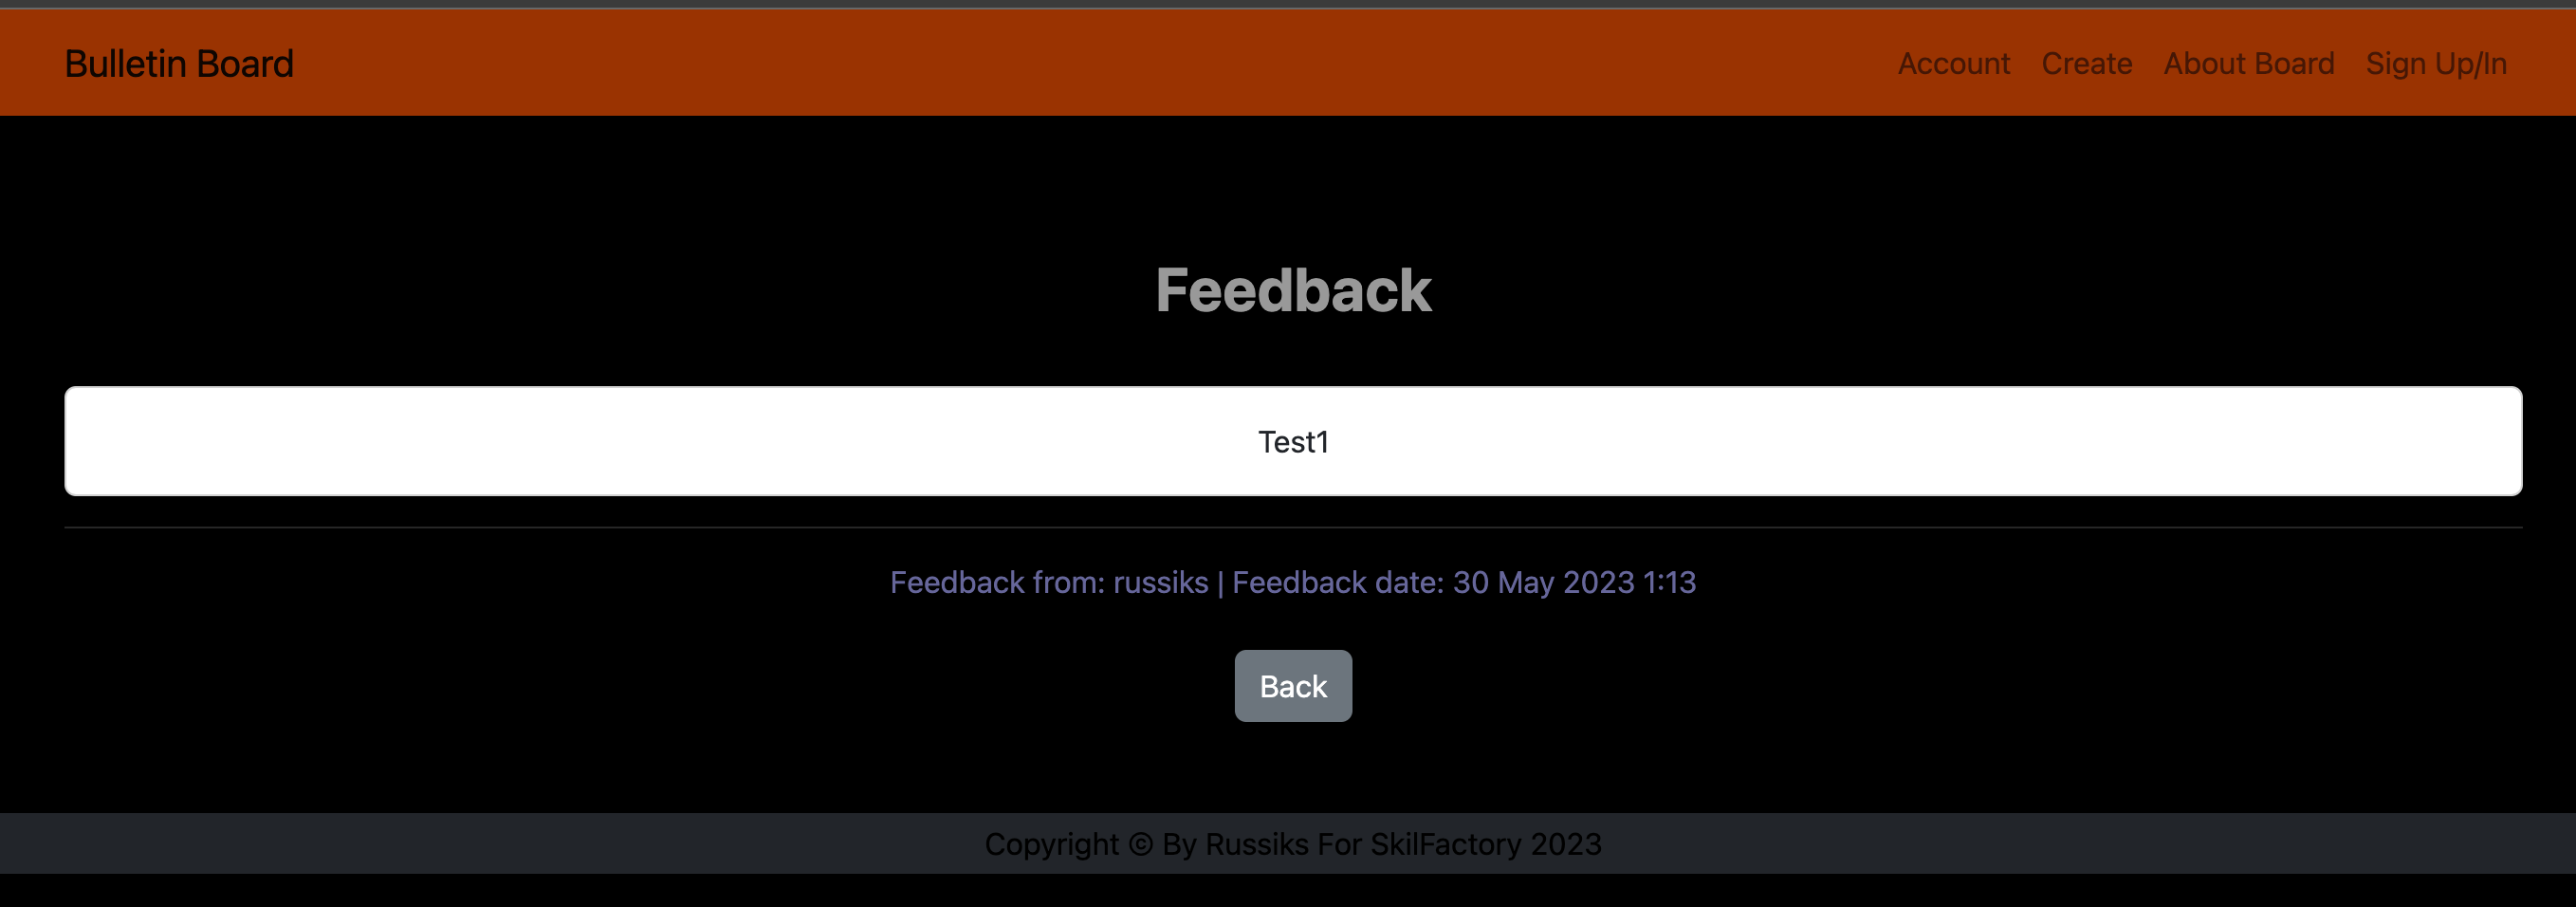 Bulletin Board Account Create About Board Sign Up/In
Feedback
Test1
Feedback from: russiks | Feedback date: 30 May 2023 1:13
Back
Copyright © By Russiks For SkilFactory 2023